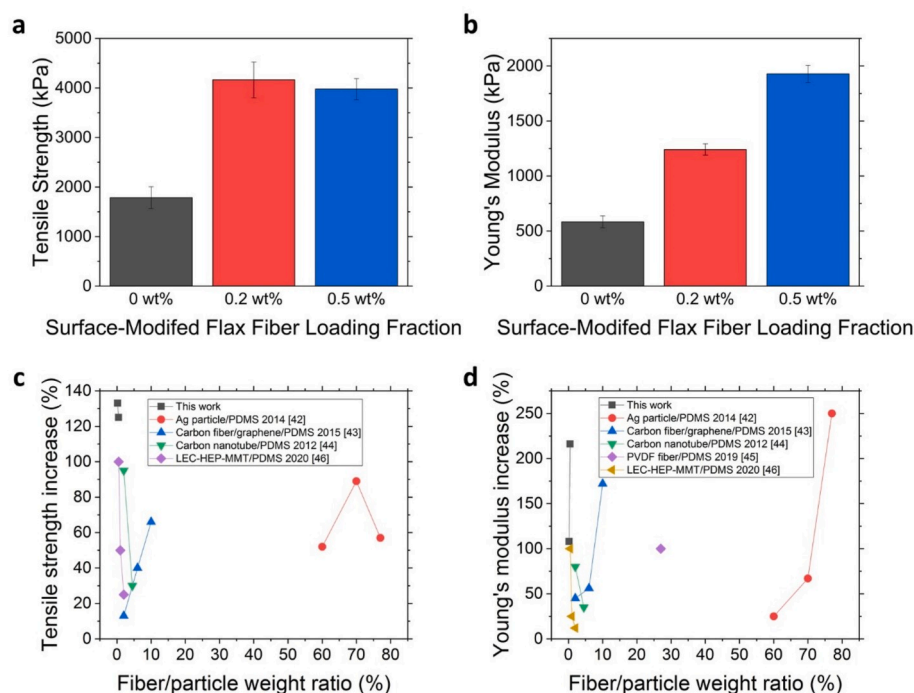 a
5000
4000
3000
2000
1000
0
Tensile Strength (kPa)
0 wt%
0.2 wt%
0.5 wt%
Surface-Modifed Flax Fiber Loading Fraction
b
2000
1500
1000
500
0
Young's Modulus (kPa)
0 wt%
0.2 wt%
0.5 wt%
Surface-Modifed Flax Fiber Loading Fraction
c
140
120
100
80
60
40
20
0
Tensile strength increase (%)
This work
Ag particle/PDMS 2014 [42]
Carbon fiber/graphene/PDMS 2015 [43]
Carbon nanotube/PDMS 2012 [44]
LEC-HEP-MMT/PDMS 2020 [46]
0 10 20 30 40 50 60 70 80
Fiber/particle weight ratio (%)
d
250
200
150
100
50
0
Young's modulus increase (%)
This work
Ag particle/PDMS 2014 [42]
Carbon fiber/graphene/PDMS 2015 [43]
Carbon nanotube/PDMS 2012 [44]
PVDF fiber/PDMS 2019 [45]
LEC-HEP-MMT/PDMS 2020 [46]
0 10 20 30 40 50 60 70 80
Fiber/particle weight ratio (%)